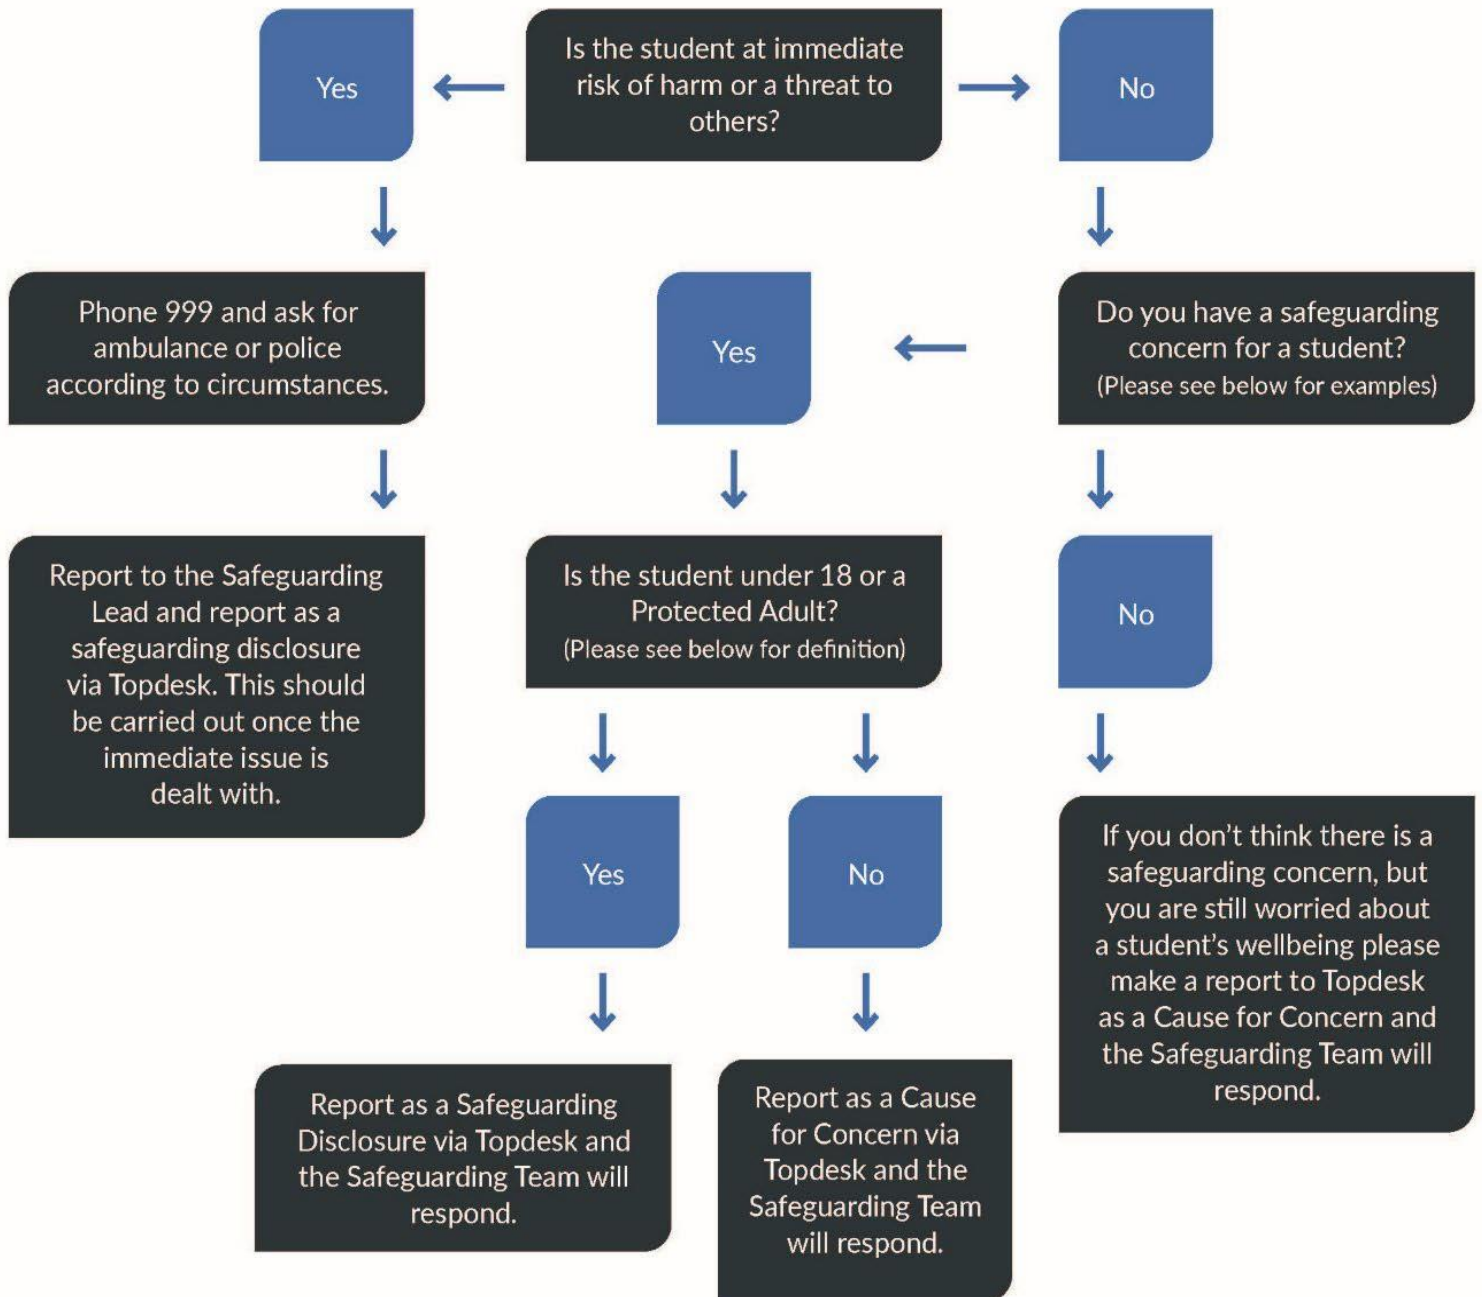 Is the student at immediate
risk of harm or a threat to
others?
Yes
No
Phone 999 and ask for
ambulance or police
according to circumstances.
Yes
Do you have a safeguarding
concern for a student?
(Please see below for examples)
Report to the Safeguarding
Lead and report as a
safeguarding disclosure
via Topdesk. This should
be carried out once the
immediate issue is
dealt with.
Is the student under 18 or a
Protected Adult?
(Please see below for definition)
No
Yes
No
If you don't think there is a
safeguarding concern, but
you are still worried about
a student's wellbeing please
make a report to Topdesk
as a Cause for Concern and
the Safeguarding Team will
respond.
Report as a Safeguarding
Disclosure via Topdesk and
the Safeguarding Team will
respond.
Report as a Cause
for Concern via
Topdesk and the
Safeguarding Team
will respond.